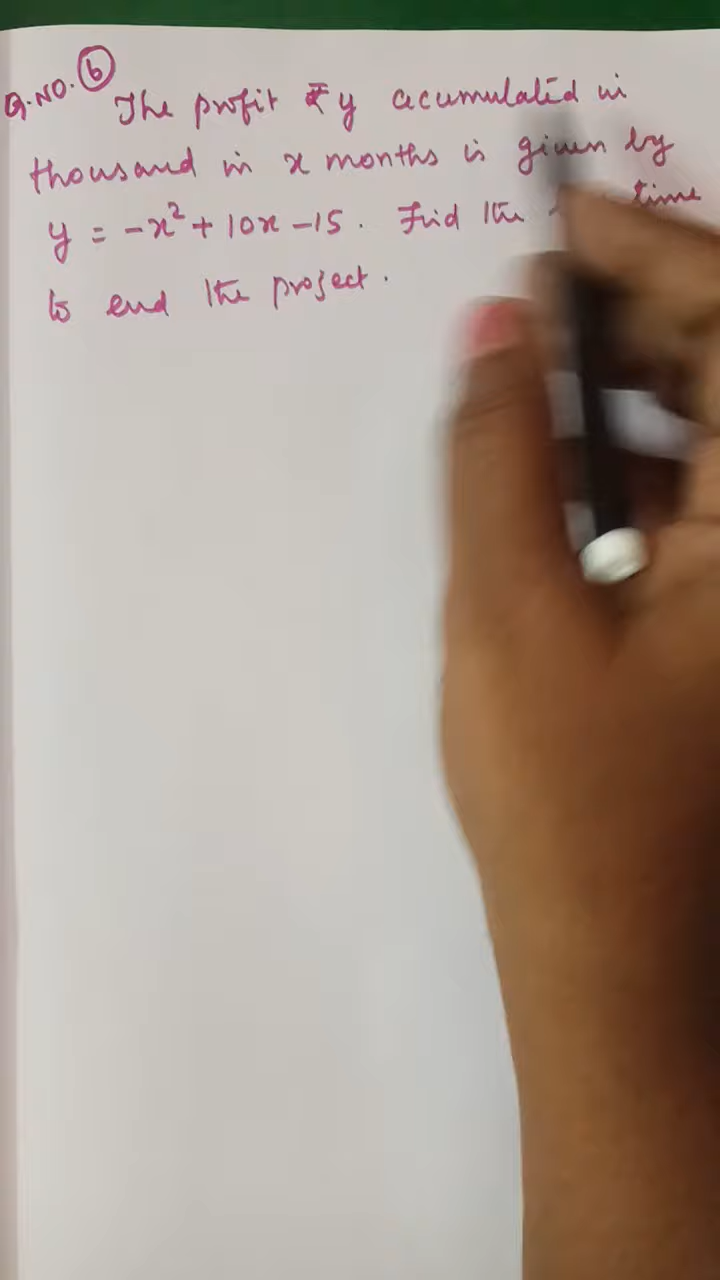 Q.NO. 6 The profit ₹ y acumulated in
thousand in x months is given by
y = -x² + 10x - 15. Find the time
to end the project.